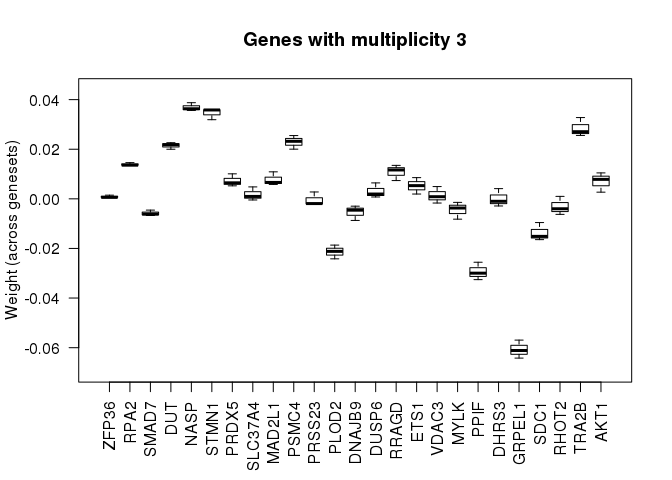 Genes with multiplicity 3
Weight (across genesets)
0.04
0.02
0.00
-0.02
-0.04
-0.06
ZFP36
RPA2
SMAD7
DUT
NASP
STMN1
PRDX5
SLC37A4
MAD2L1
PSMC4
PRSS23
PLOD2
DNAJB9
DUSP6
RRAGD
ETS1
VDAC3
MYLK
PPIF
DHRS3
GRPEL1
SDC1
RHOT2
TRA2B
AKT1